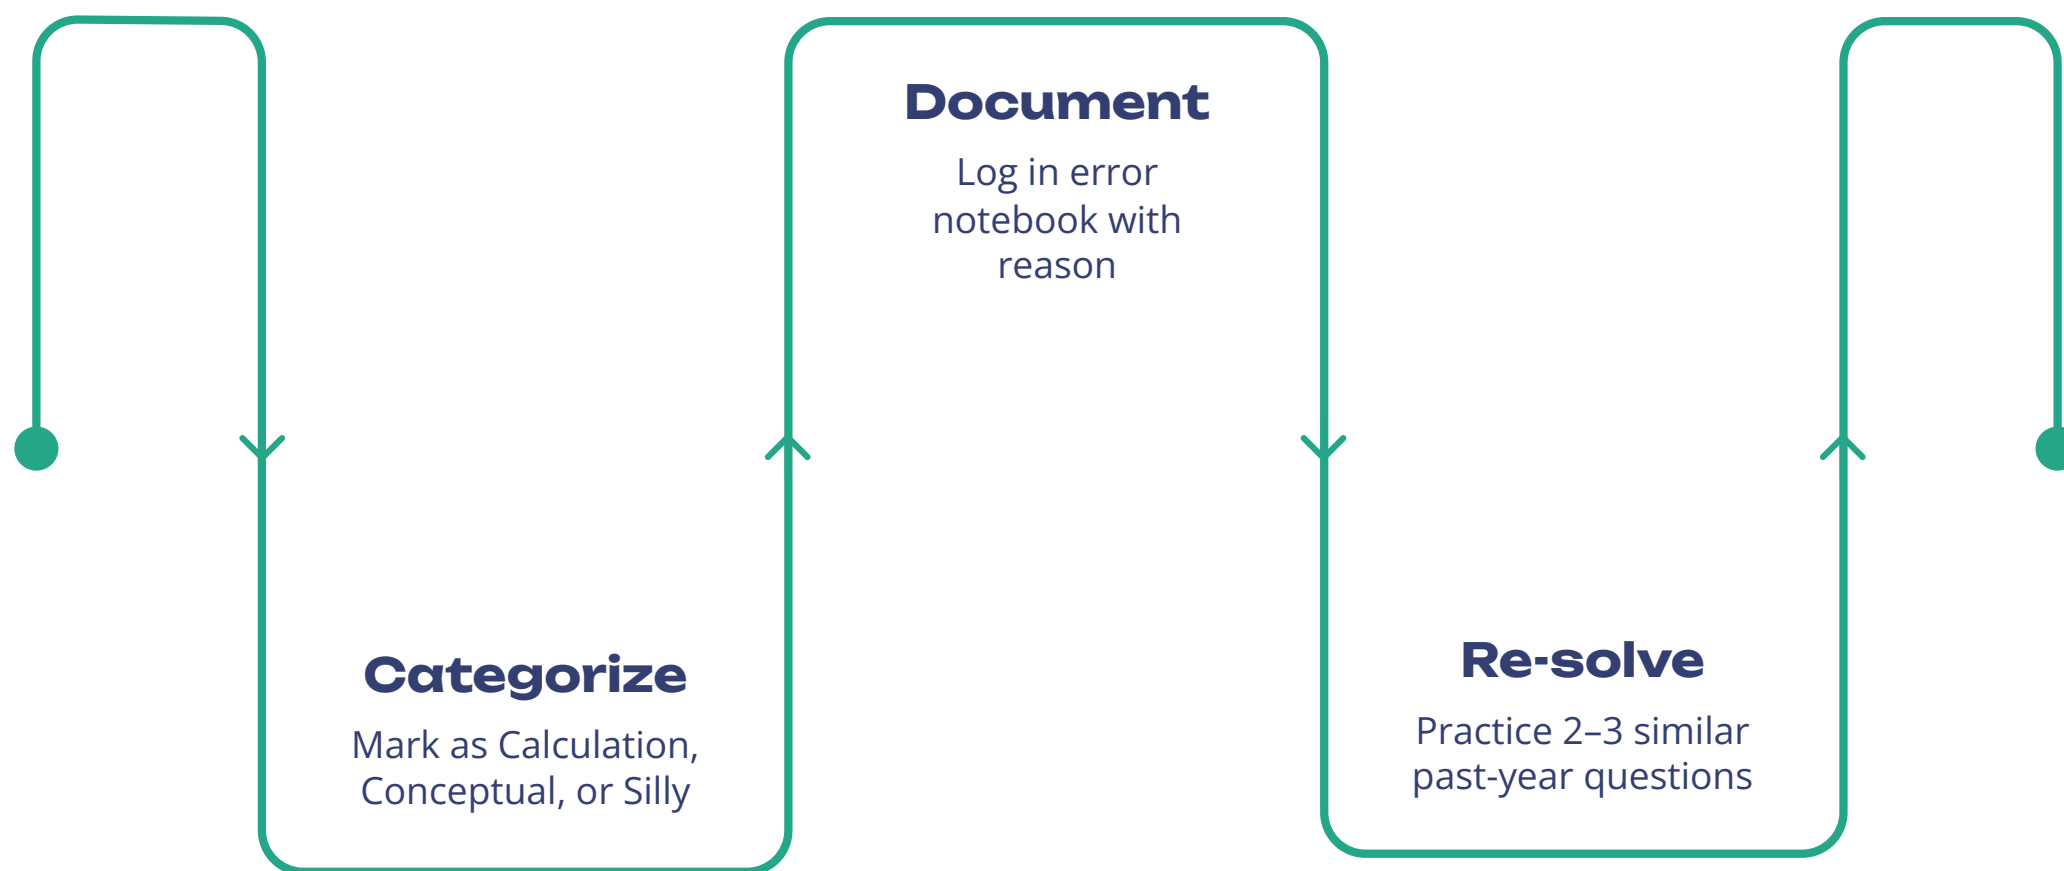 Categorize
Mark as Calculation,
Conceptual, or Silly
Document
Log in error
notebook with
reason
Re-solve
Practice 2–3 similar
past-year questions